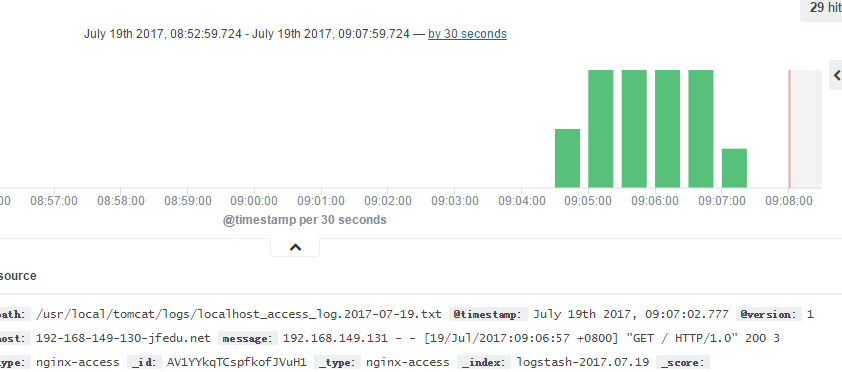 29 hit
July 19th 2017, 08:52:59.724 - July 19th 2017, 09:07:59.724 — by 30 seconds
00 08:57:00 08:58:00 08:59:00 09:00:00 09:01:00 09:02:00 09:03:00 09:04:00 09:05:00 09:06:00 09:07:00 09:08:00
@timestamp per 30 seconds
source
path: /usr/local/tomcat/logs/localhost_access_log.2017-07-19.txt @timestamp: July 19th 2017, 09:07:02.777 @version: 1
host: 192-168-149-130-jfedu.net message: 192.168.149.131 - - [19/Jul/2017:09:06:57 +0800] "GET / HTTP/1.0" 200 3
type: nginx-access _id: AV1YYkqTCspfkofJVuH1 _type: nginx-access _index: logstash-2017.07.19 _score: